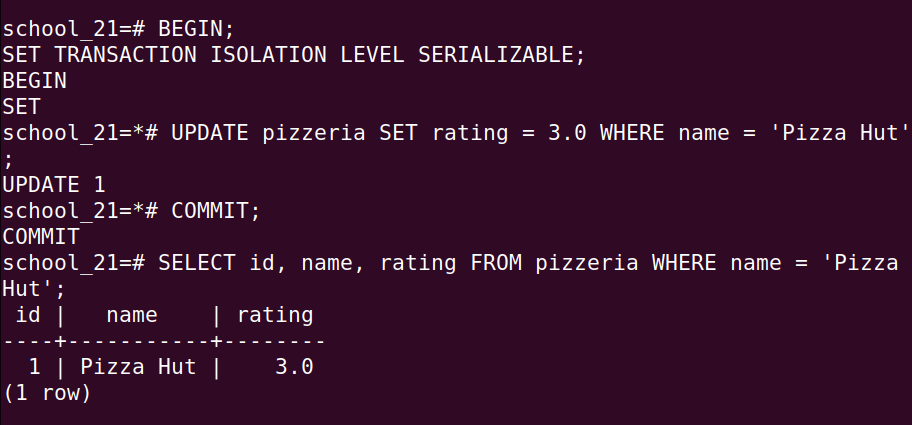 school_21=# BEGIN;
SET TRANSACTION ISOLATION LEVEL SERIALIZABLE;
BEGIN
SET
school_21=*# UPDATE pizzeria SET rating = 3.0 WHERE name = 'Pizza Hut'
;
UPDATE 1
school_21=*# COMMIT;
COMMIT
school_21=# SELECT id, name, rating FROM pizzeria WHERE name = 'Pizza
Hut';
 id |   name    | rating
----+-----------+--------
  1 | Pizza Hut |    3.0
(1 row)